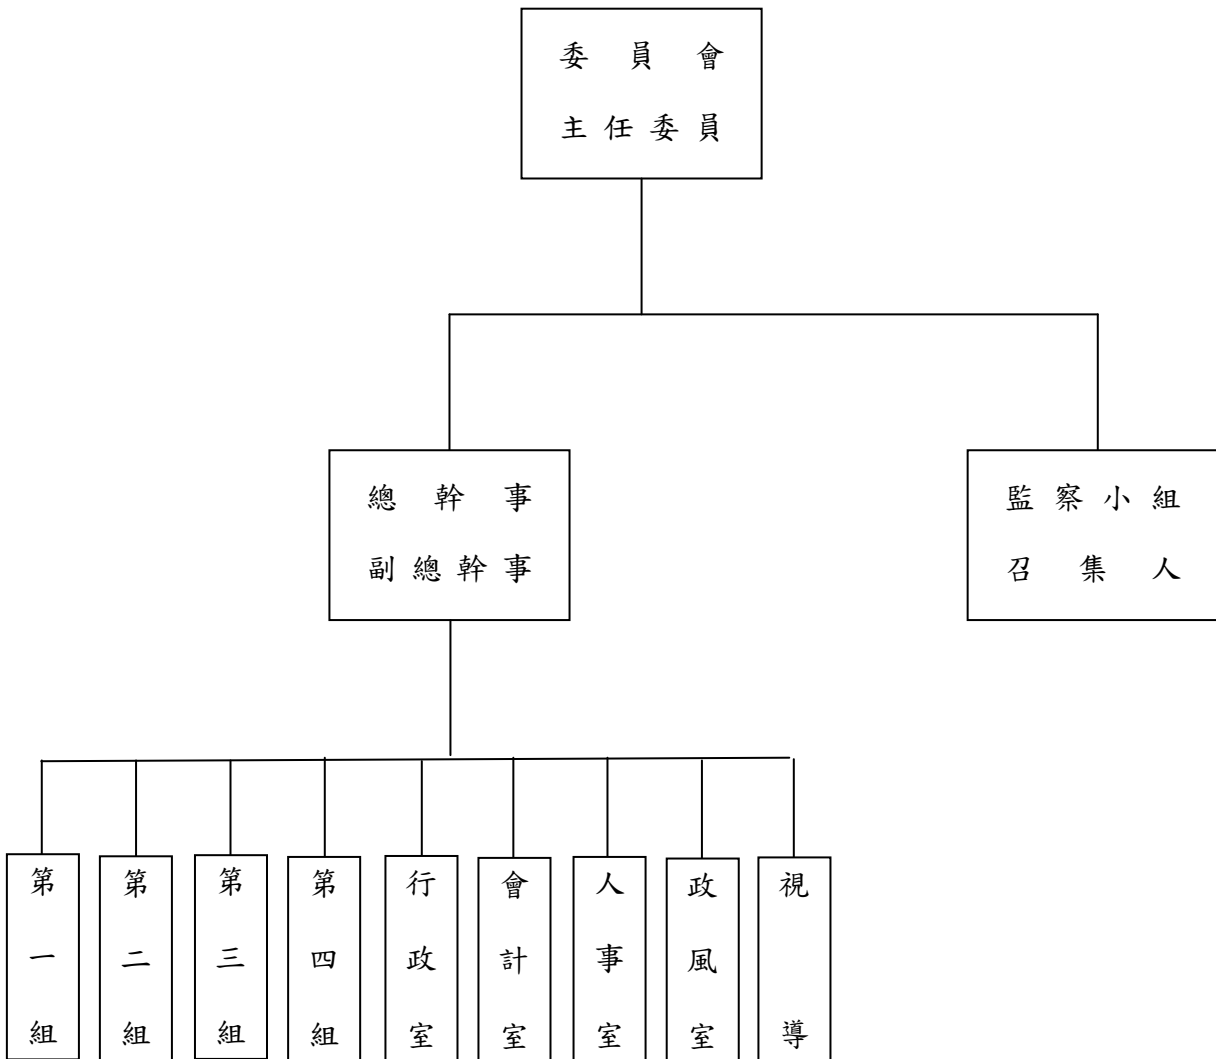 委員會
主任委員
總幹事
副總幹事
監察小組
召集人
第一組
第二組
第三組
第四組
行政室
會計室
人事室
政風室
視導